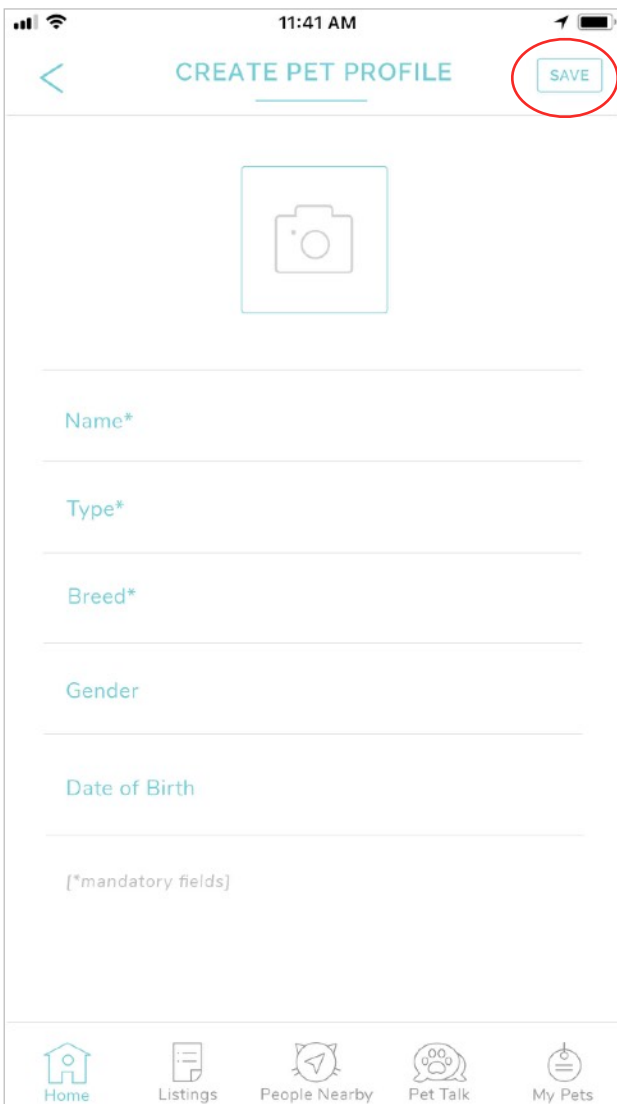 11:41 AM
CREATE PET PROFILE
SAVE
Name*
Type*
Breed*
Gender
Date of Birth
[*mandatory fields]
Home Listings People Nearby Pet Talk My Pets